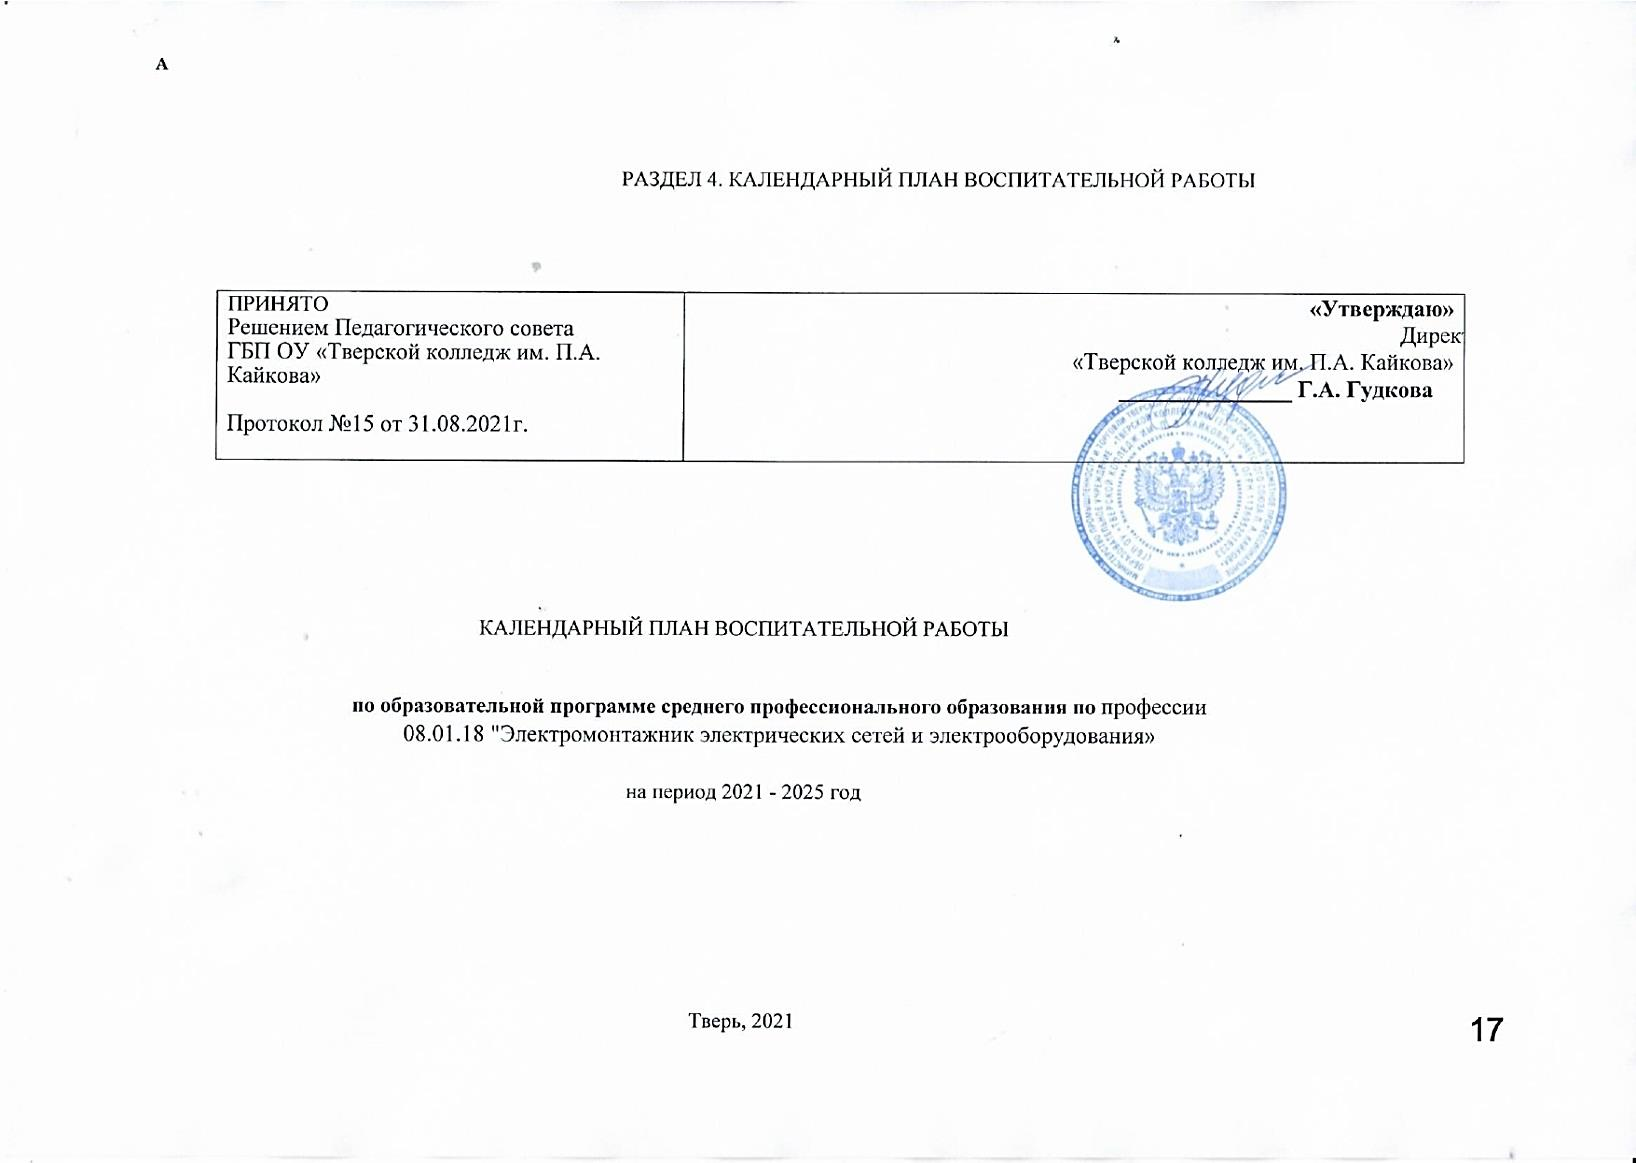 А
РАЗДЕЛ 4. КАЛЕНДАРНЫЙ ПЛАН ВОСПИТАТЕЛЬНОЙ РАБОТЫ
ПРИНЯТО
Решением Педагогического совета
ГБП ОУ «Тверской колледж им. П.А.
Кайкова»
Протокол №15 от 31.08.2021г.
«Утверждаю»
Дирек
«Тверской колледж им. П.А. Кайкова»
Г.А. Гудкова
КАЛЕНДАРНЫЙ ПЛАН ВОСПИТАТЕЛЬНОЙ РАБОТЫ
по образовательной программе среднего профессионального образования по профессии
08.01.18 "Электромонтажник электрических сетей и электрооборудования»
на период 2021 - 2025 год
Тверь, 2021
17